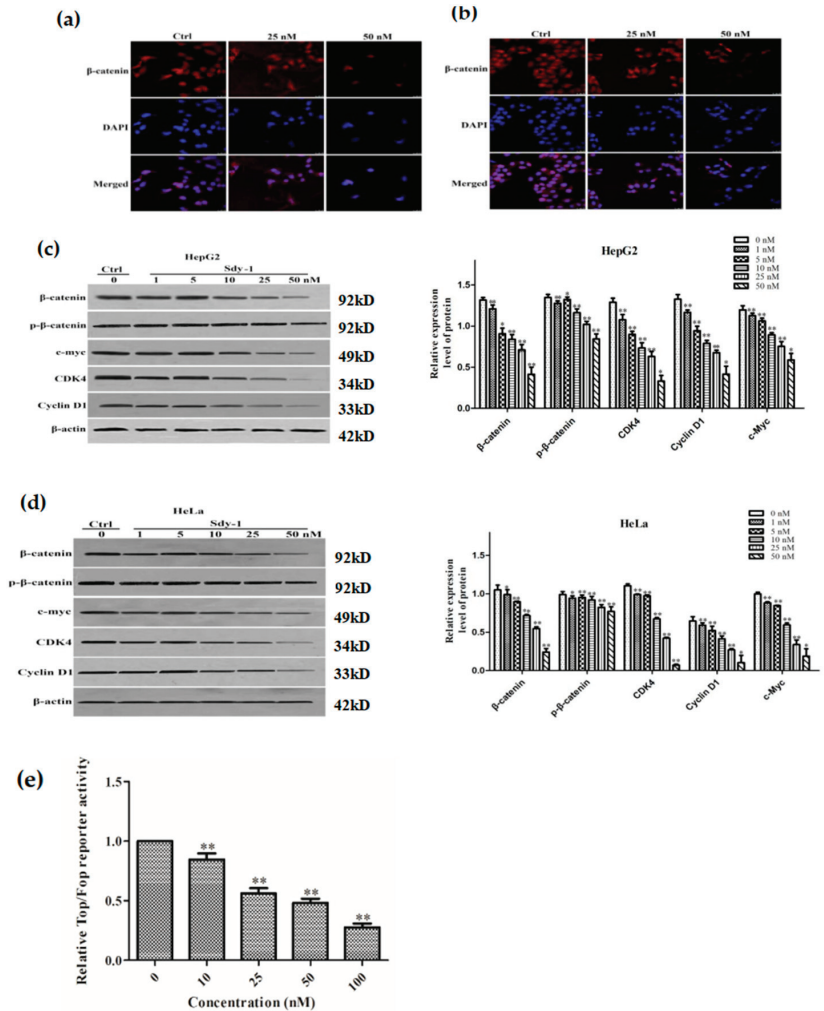 (a)
Ctrl 25 nM 50 nM
β-catenin
DAPI
Merged
(b)
Ctrl 25 nM 50 nM
β-catenin
DAPI
Merged
(c)
HepG2
Ctrl Sdy-1
0 1 5 10 25 50 nM
β-catenin 92kD
p-β-catenin 92kD
c-myc 49kD
CDK4 34kD
Cyclin D1 33kD
β-actin 42kD
HepG2
0 nM
1 nM
5 nM
10 nM
25 nM
50 nM
Relative expression
level of protein
1.5
1.0
0.5
0.0
β-catenin
p-β-catenin
CDK4
Cyclin D1
c-Myc
(d)
HeLa
Ctrl Sdy-1
0 1 5 10 25 50 nM
β-catenin 92kD
p-β-catenin 92kD
c-myc 49kD
CDK4 34kD
Cyclin D1 33kD
β-actin 42kD
HeLa
0 nM
1 nM
5 nM
10 nM
25 nM
50 nM
Relative expression
level of protein
1.5
1.0
0.5
0.0
β-catenin
p-β-catenin
CDK4
Cyclin D1
c-Myc
(e)
Relative Top/Fop reporter activity
1.5
1.0
0.5
0.0
** ** ** **
0 10 25 50 100
Concentration (nM)